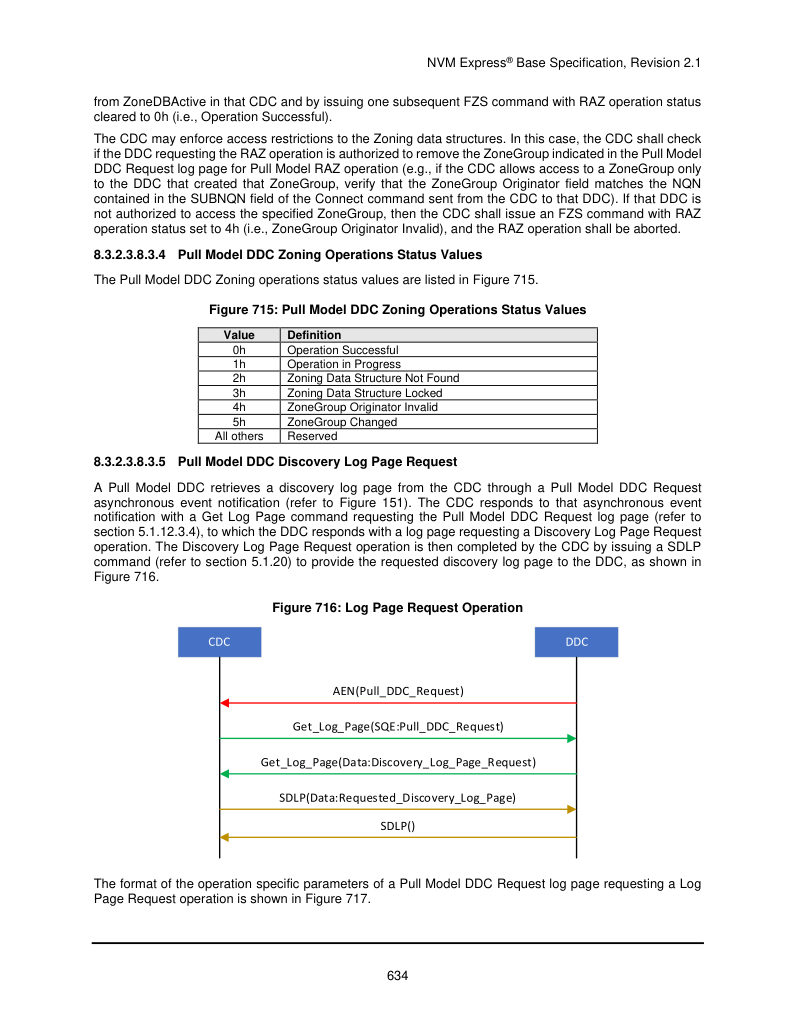 NVM Express® Base Specification, Revision 2.1
from ZoneDBActive in that CDC and by issuing one subsequent FZS command with RAZ operation status
cleared to 0h (i.e., Operation Successful).
The CDC may enforce access restrictions to the Zoning data structures. In this case, the CDC shall check
if the DDC requesting the RAZ operation is authorized to remove the ZoneGroup indicated in the Pull Model
DDC Request log page for Pull Model RAZ operation (e.g., if the CDC allows access to a ZoneGroup only
to the DDC that created that ZoneGroup, verify that the ZoneGroup Originator field matches the NQN
contained in the SUBNQN field of the Connect command sent from the CDC to that DDC). If that DDC is
not authorized to access the specified ZoneGroup, then the CDC shall issue an FZS command with RAZ
operation status set to 4h (i.e., ZoneGroup Originator Invalid), and the RAZ operation shall be aborted.
8.3.2.3.8.3.4 Pull Model DDC Zoning Operations Status Values
The Pull Model DDC Zoning operations status values are listed in Figure 715.
Figure 715: Pull Model DDC Zoning Operations Status Values
Value Definition
0h Operation Successful
1h Operation in Progress
2h Zoning Data Structure Not Found
3h Zoning Data Structure Locked
4h ZoneGroup Originator Invalid
5h ZoneGroup Changed
All others Reserved
8.3.2.3.8.3.5 Pull Model DDC Discovery Log Page Request
A Pull Model DDC retrieves a discovery log page from the CDC through a Pull Model DDC Request
asynchronous event notification (refer to Figure 151). The CDC responds to that asynchronous event
notification with a Get Log Page command requesting the Pull Model DDC Request log page (refer to
section 5.1.12.3.4), to which the DDC responds with a log page requesting a Discovery Log Page Request
operation. The Discovery Log Page Request operation is then completed by the CDC by issuing a SDLP
command (refer to section 5.1.20) to provide the requested discovery log page to the DDC, as shown in
Figure 716.
Figure 716: Log Page Request Operation
CDC DDC
AEN(Pull_DDC_Request)
Get_Log_Page(SQE:Pull_DDC_Request)
Get_Log_Page(Data:Discovery_Log_Page_Request)
SDLP(Data:Requested_Discovery_Log_Page)
SDLP()
The format of the operation specific parameters of a Pull Model DDC Request log page requesting a Log
Page Request operation is shown in Figure 717.
634